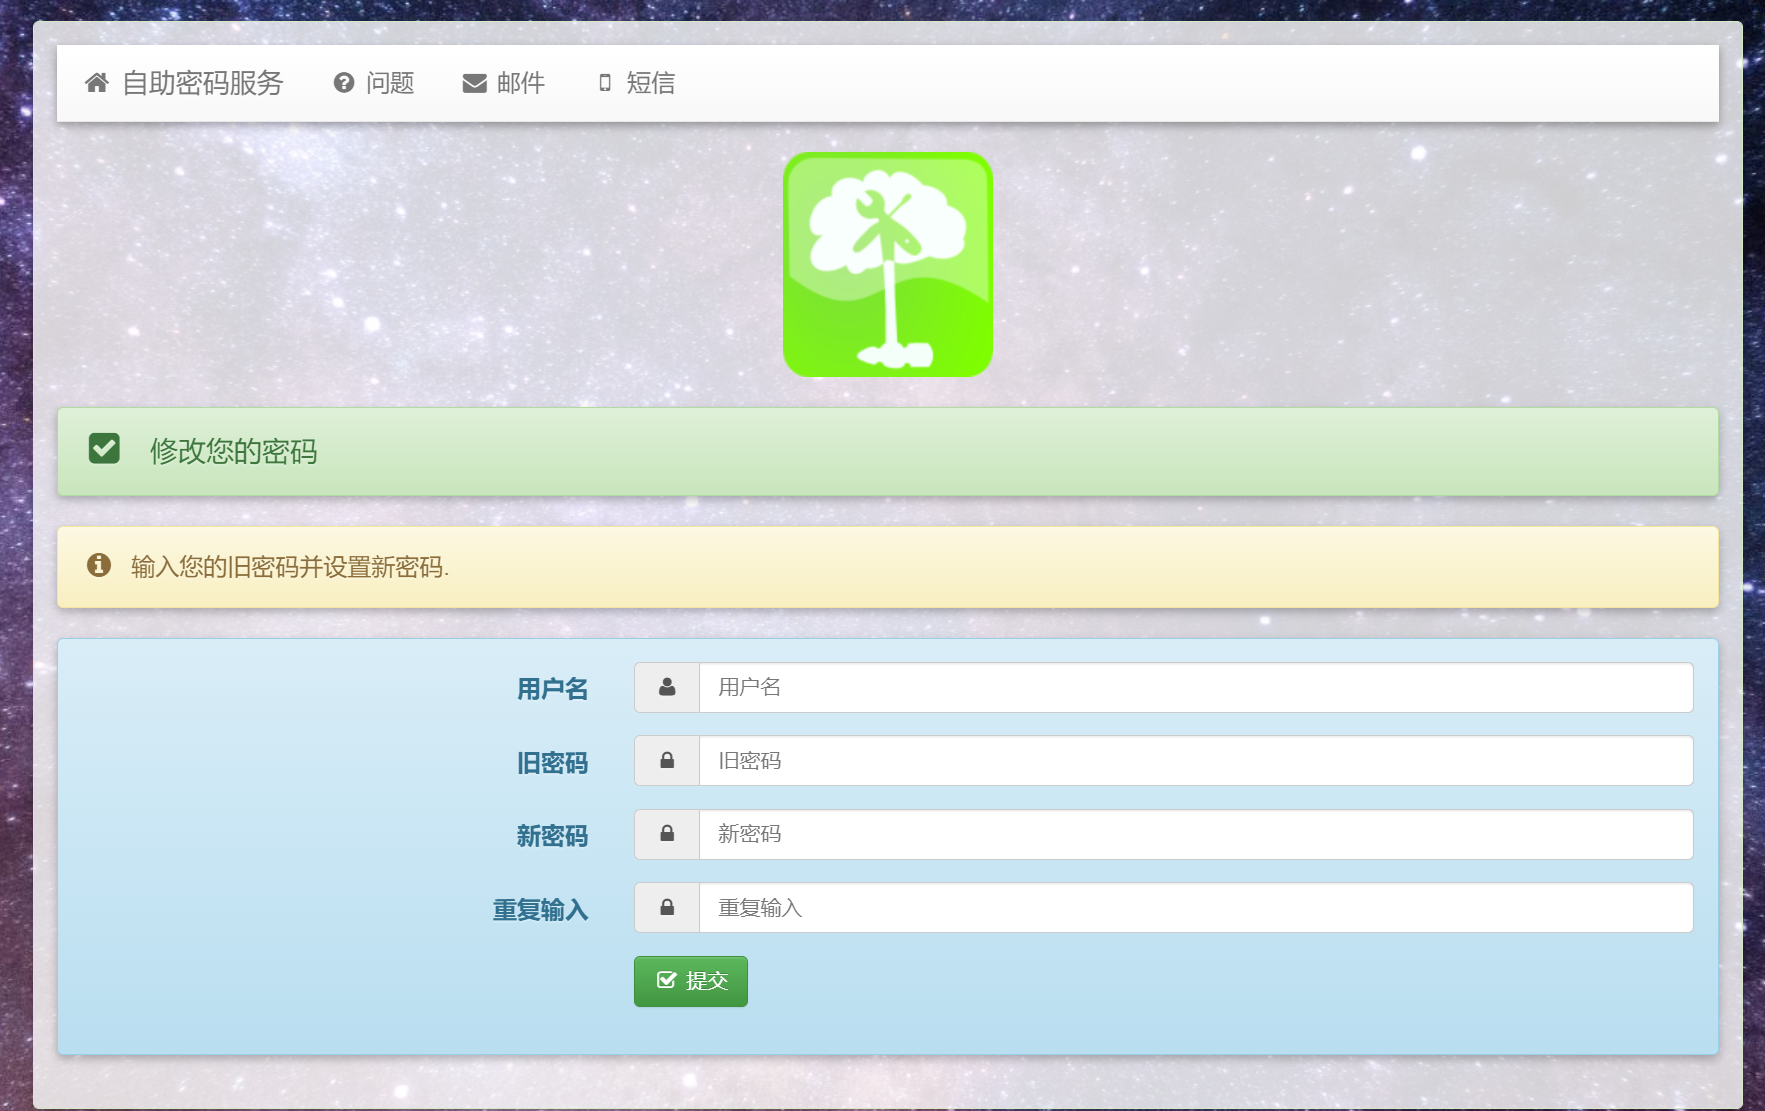 自助密码服务 问题 邮件 短信
修改您的密码
输入您的旧密码并设置新密码.
用户名 用户名
旧密码 旧密码
新密码 新密码
重复输入 重复输入
提交